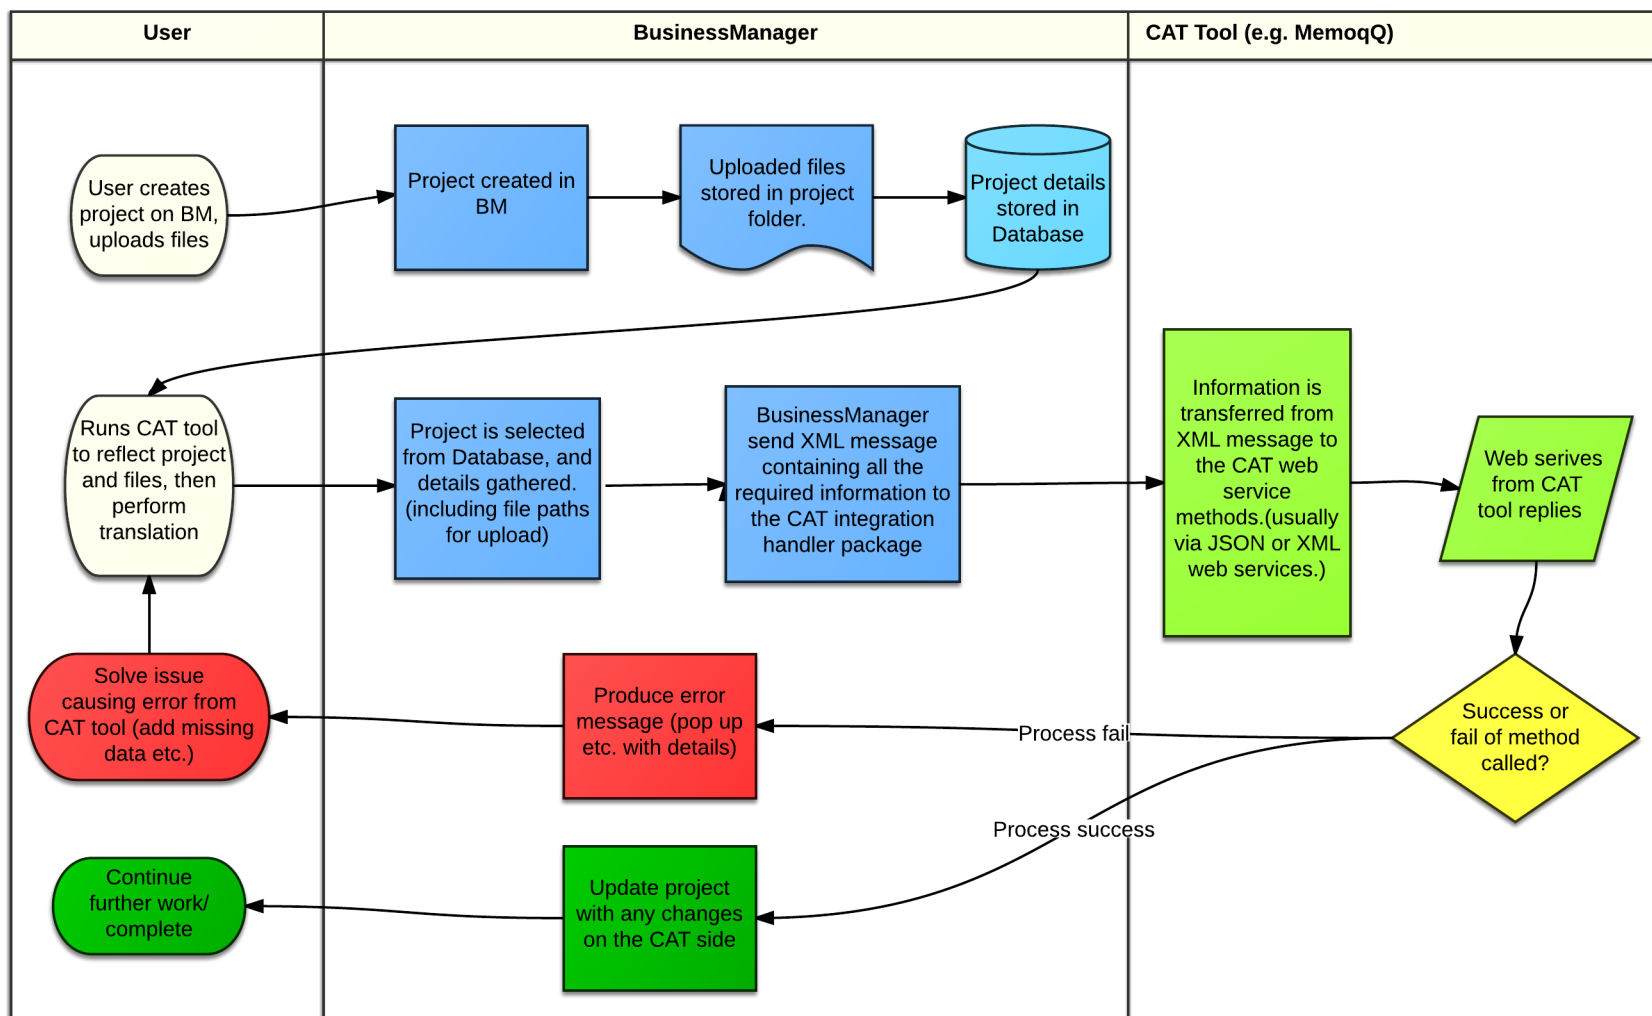 User
BusinessManager
CAT Tool (e.g. MemoqQ)
User creates
project on BM,
uploads files
Project created in
BM
Uploaded files
stored in project
folder.
Project details
stored in
Database
Runs CAT tool
to reflect project
and files, then
perform
translation
Project is selected
from Database, and
details gathered.
(including file paths
for upload)
BusinessManager
send XML message
containing all the
required information to
the CAT integration
handler package
Information is
transferred from
XML message to
the CAT web
service
methods.(usually
via JSON or XML
web services.)
Web serives
from CAT
tool replies
Solve issue
causing error from
CAT tool (add missing
data etc.)
Produce error
message (pop up
etc. with details)
Process fail
Success or
fail of method
called?
Process success
Continue
further work/
complete
Update project
with any changes
on the CAT side